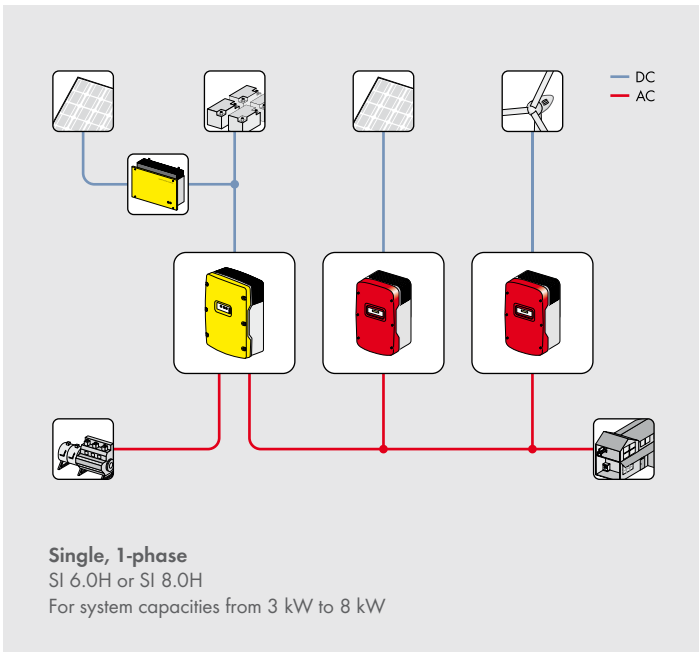 DC
AC
Single, 1-phase
SI 6.0H or SI 8.0H
For system capacities from 3 kW to 8 kW